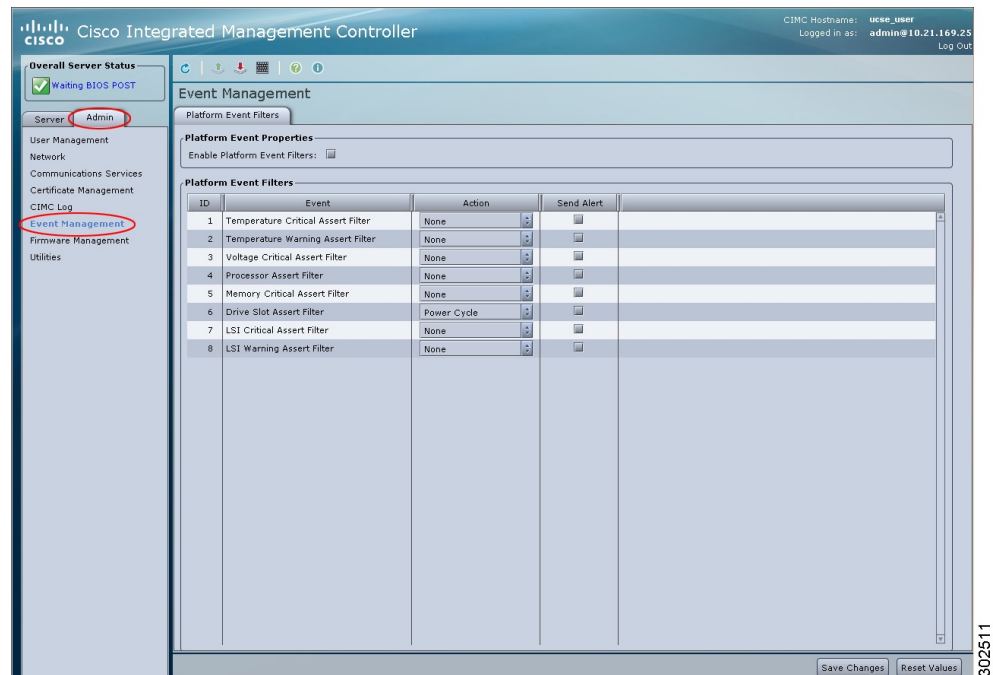 CISCO
Cisco Integrated Management Controller
CIMC Hostname: ucse_user
Logged in as: admin@10.21.169.25
Log Out
Overall Server Status
Waiting BIOS POST
Server
Admin
User Management
Network
Communications Services
Certificate Management
CIMC Log
Event Management
Firmware Management
Utilities
Event Management
Platform Event Filters
Platform Event Properties
Enable Platform Event Filters:
Platform Event Filters
ID Event Action Send Alert
1 Temperature Critical Assert Filter None
2 Temperature Warning Assert Filter None
3 Voltage Critical Assert Filter None
4 Processor Assert Filter None
5 Memory Critical Assert Filter None
6 Drive Slot Assert Filter Power Cycle
7 LSI Critical Assert Filter None
8 LSI Warning Assert Filter None
Save Changes Reset Values
302511